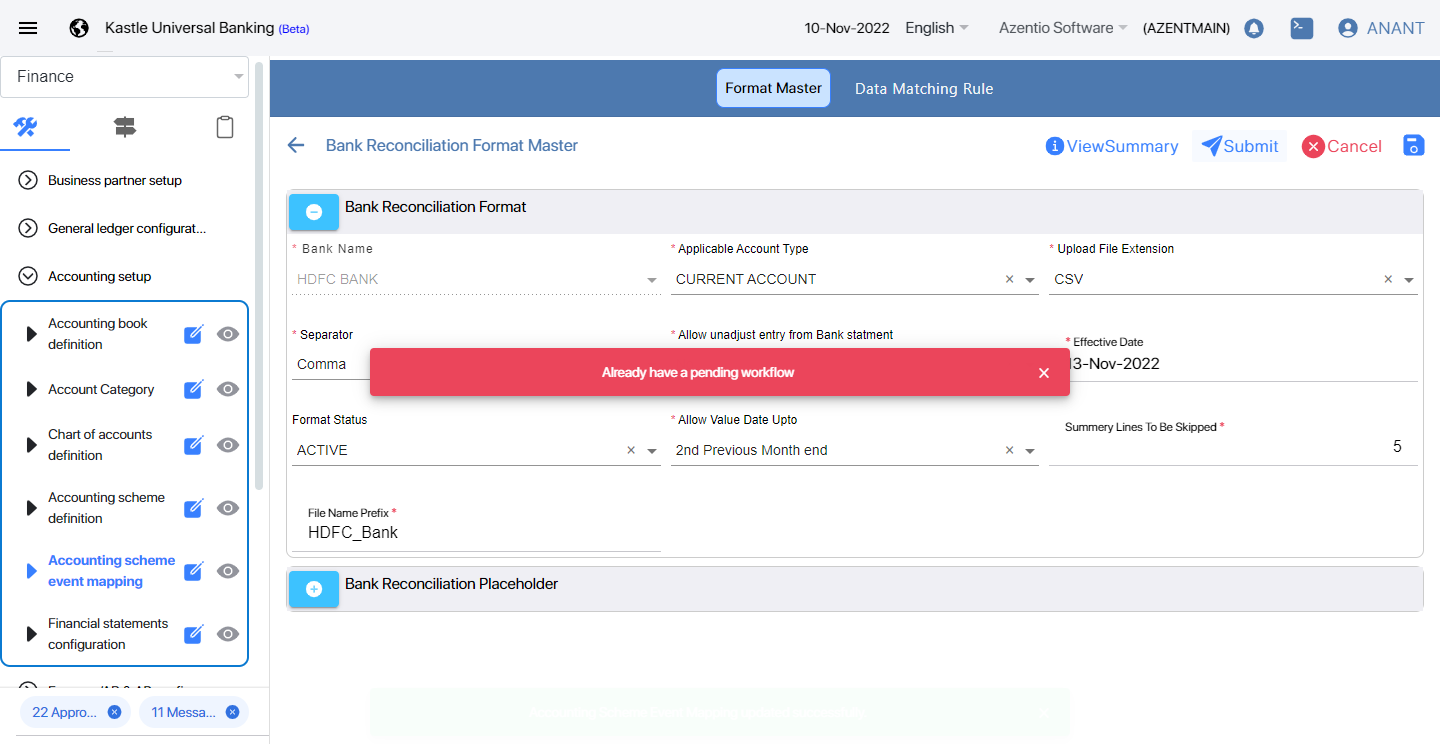 Kastle Universal Banking (Beta)
10-Nov-2022
English
Azentio Software
(AZENTMAIN)
ANANT
Finance
Format Master
Data Matching Rule
Bank Reconciliation Format Master
ViewSummary
Submit
Cancel
Business partner setup
General ledger configurat...
Accounting setup
Accounting book
definition
Account Category
Chart of accounts
definition
Accounting scheme
definition
Accounting scheme
event mapping
Financial statements
configuration
22 Appro...
11 Messa...
Bank Reconciliation Format
* Bank Name
HDFC BANK
* Applicable Account Type
CURRENT ACCOUNT
* Upload File Extension
CSV
* Separator
Comma
* Allow unadjust entry from Bank statment
* Effective Date
13-Nov-2022
Already have a pending workflow
Format Status
ACTIVE
* Allow Value Date Upto
2nd Previous Month end
Summery Lines To Be Skipped *
5
File Name Prefix *
HDFC_Bank
Bank Reconciliation Placeholder